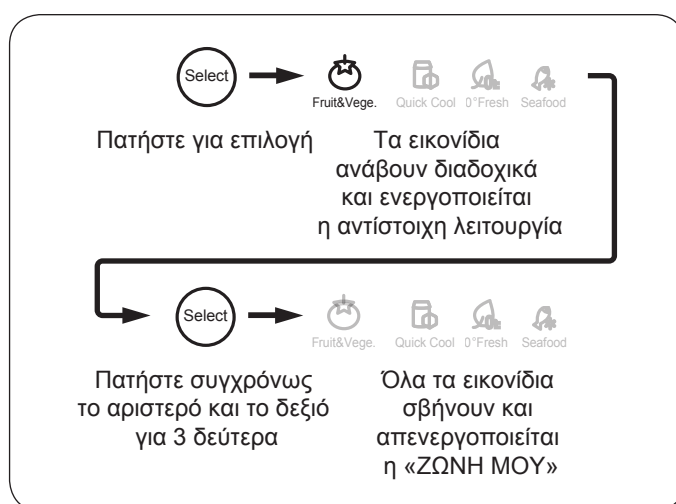 Select
Fruit&Vege. Quick Cool 0°Fresh Seafood
Πατήστε για επιλογή
Τα εικονίδια
ανάβουν διαδοχικά
και ενεργοποιείται
η αντίστοιχη λειτουργία
Select
Fruit&Vege. Quick Cool 0°Fresh Seafood
Πατήστε συγχρόνως
το αριστερό και το δεξιό
για 3 δεύτερα
Όλα τα εικονίδια
σβήνουν και
απενεργοποιείται
η «ΖΩΝΗ ΜΟΥ»